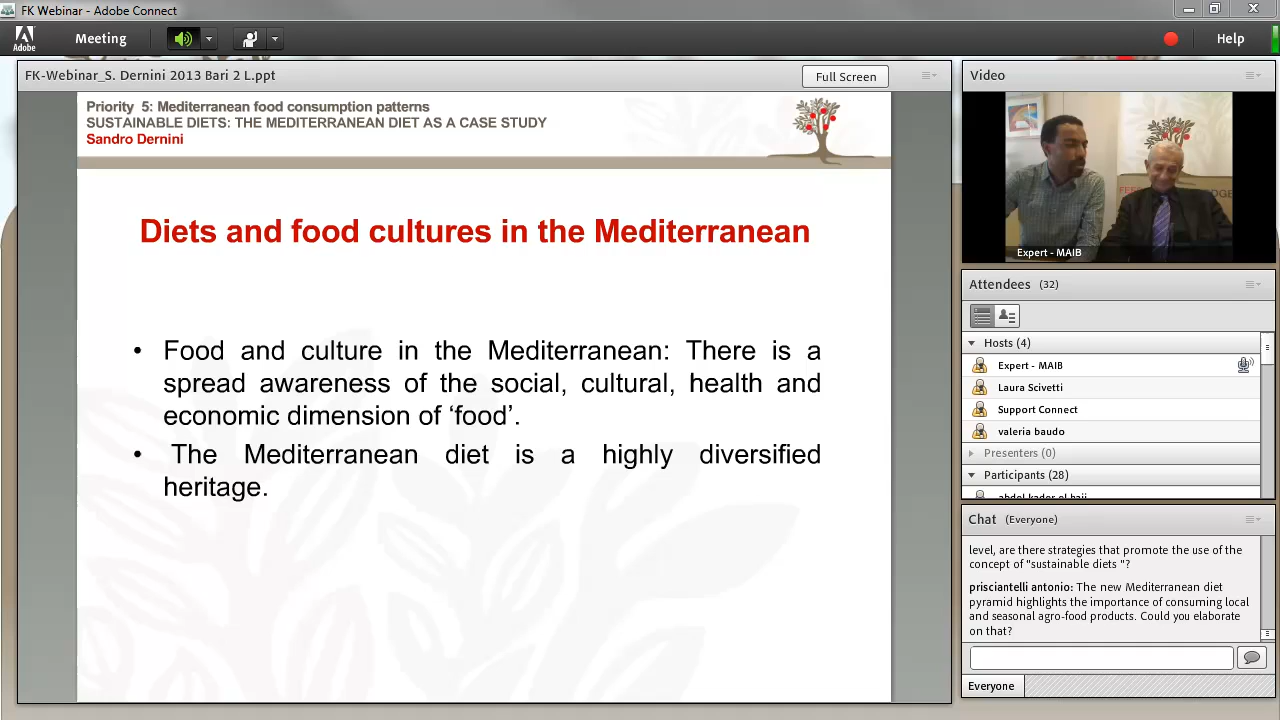 FK Webinar - Adobe Connect
Adobe
Meeting
Help
FK-Webinar_S. Dernini 2013 Bari 2 L.ppt
Full Screen
Priority 5: Mediterranean food consumption patterns
SUSTAINABLE DIETS: THE MEDITERRANEAN DIET AS A CASE STUDY
Sandro Dernini
Diets and food cultures in the Mediterranean
• Food and culture in the Mediterranean: There is a
spread awareness of the social, cultural, health and
economic dimension of ‘food’.
• The Mediterranean diet is a highly diversified
heritage.
Video
Expert - MAIB
Attendees (32)
Hosts (4)
Expert - MAIB
Laura Scivetti
Support Connect
valeria baudo
Presenters (0)
Participants (28)
abdel kader el hajj
Chat (Everyone)
level, are there strategies that promote the use of the
concept of "sustainable diets "?
prisciantelli antonio: The new Mediterranean diet
pyramid highlights the importance of consuming local
and seasonal agro-food products. Could you elaborate
on that?
Everyone